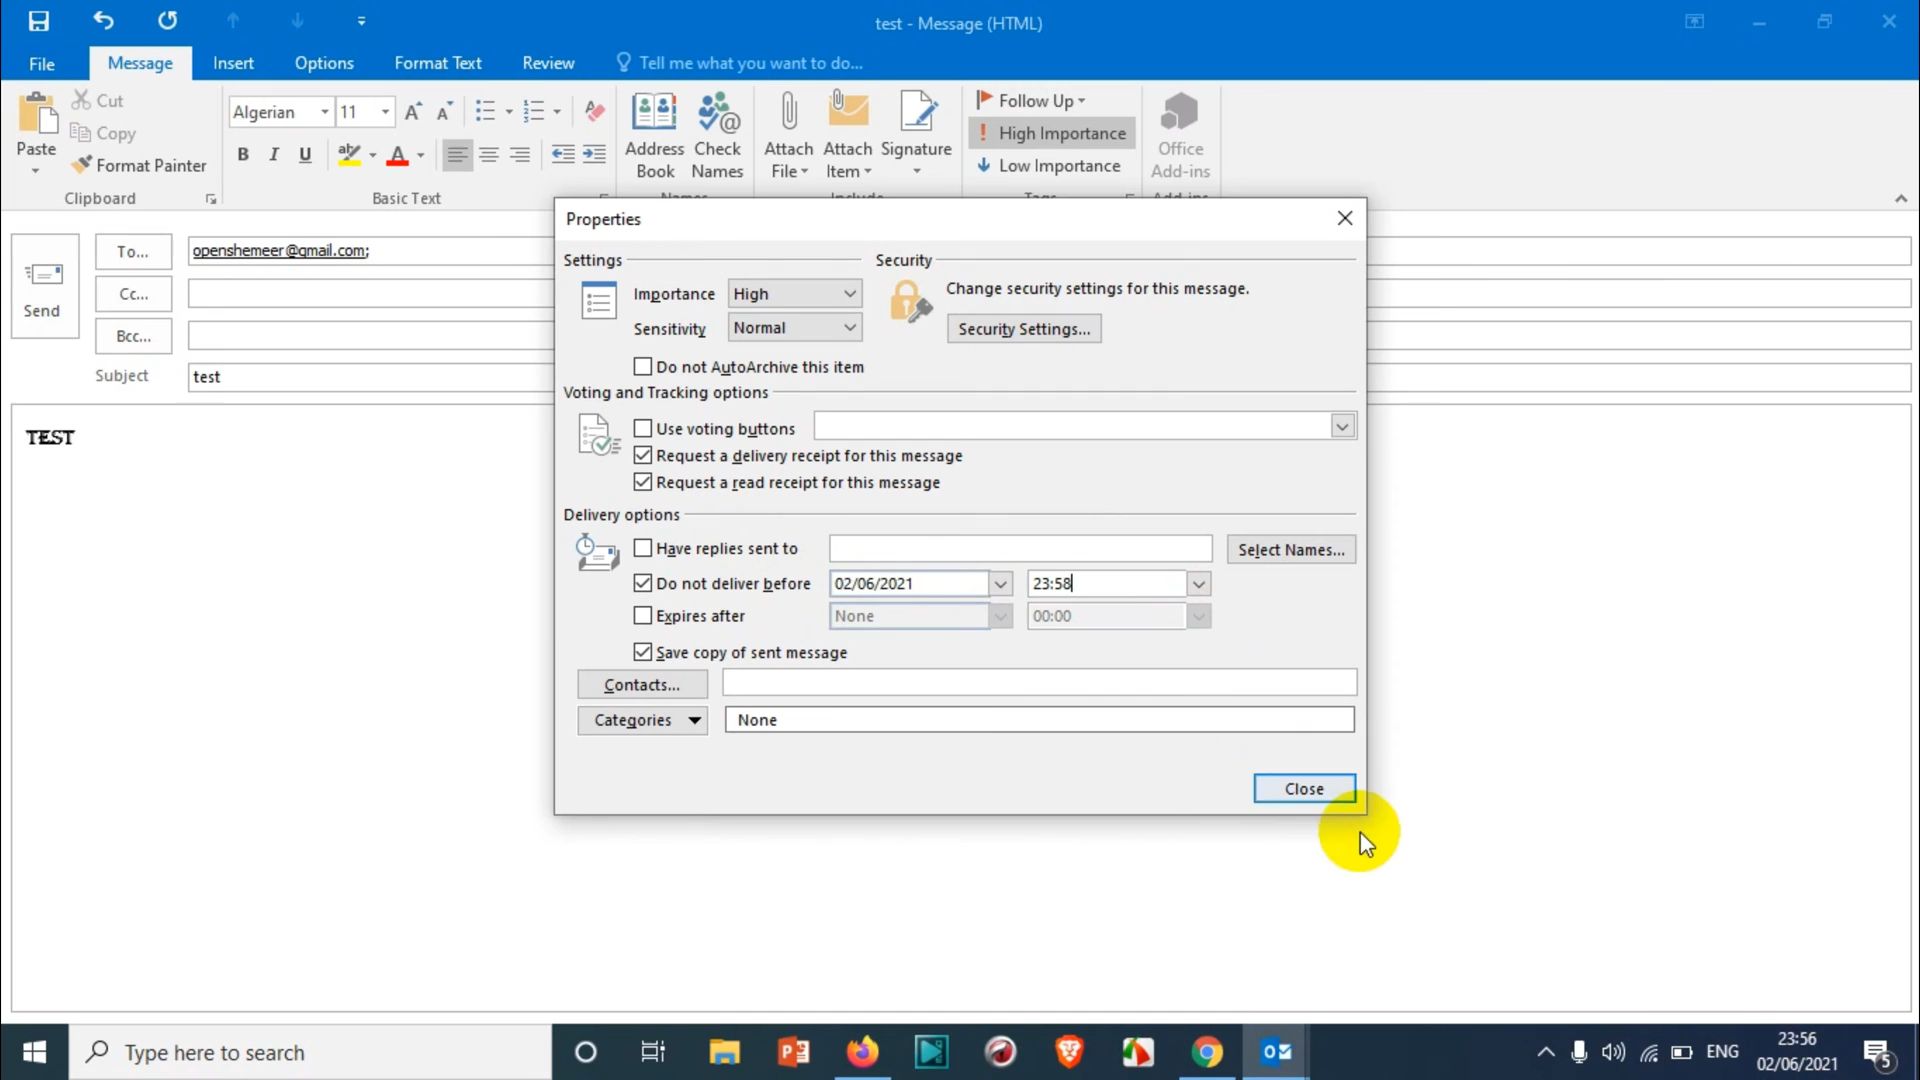 test - Message (HTML)
File Message Insert Options Format Text Review Tell me what you want to do...
Paste
Cut
Copy
Format Painter
Clipboard
Algerian 11
B I U
Basic Text
Address Book
Check Names
Attach File
Attach Item
Signature
Follow Up
High Importance
Low Importance
Office Add-ins
Send
To... openshemeer@gmail.com;
Cc...
Bcc...
Subject test
TEST
Properties
Settings
Importance High
Sensitivity Normal
Do not AutoArchive this item
Security
Change security settings for this message.
Security Settings...
Voting and Tracking options
Use voting buttons
Request a delivery receipt for this message
Request a read receipt for this message
Delivery options
Have replies sent to Select Names...
Do not deliver before 02/06/2021 23:58
Expires after None 00:00
Save copy of sent message
Contacts...
Categories None
Close
Type here to search
ENG
23:56
02/06/2021
5